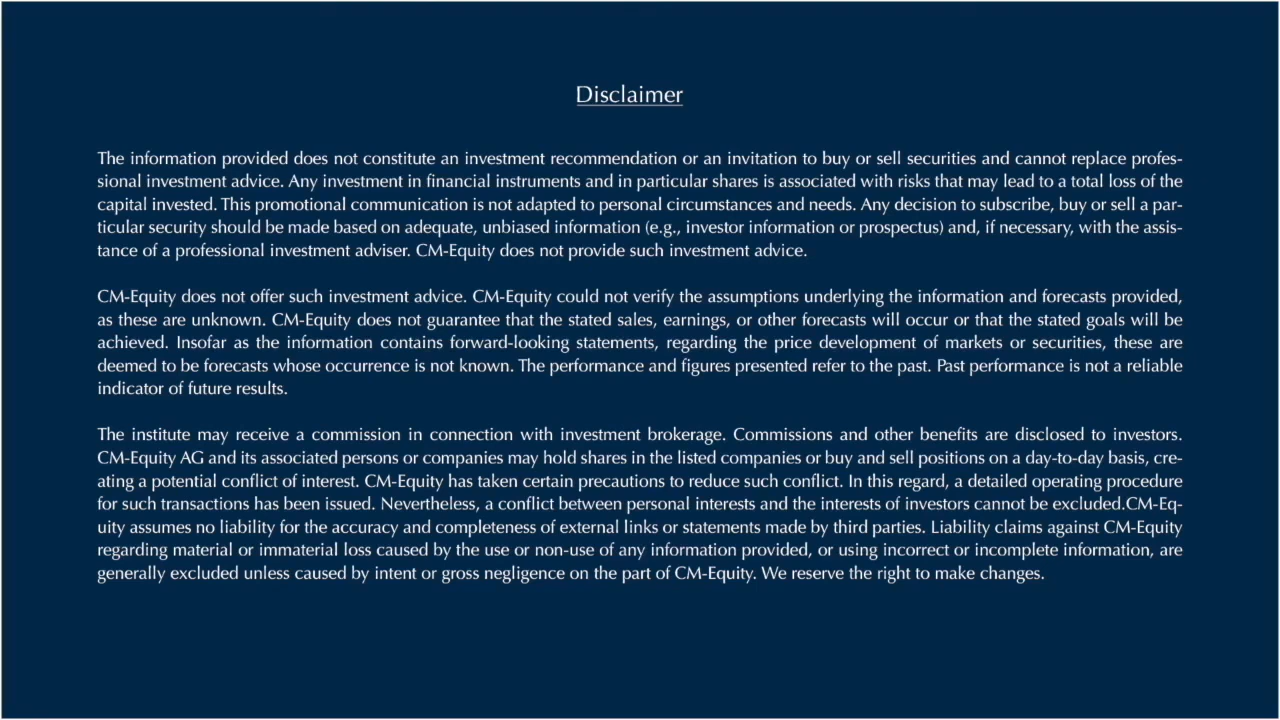 Disclaimer
The information provided does not constitute an investment recommendation or an invitation to buy or sell securities and cannot replace profes-
sional investment advice. Any investment in financial instruments and in particular shares is associated with risks that may lead to a total loss of the
capital invested. This promotional communication is not adapted to personal circumstances and needs. Any decision to subscribe, buy or sell a par-
ticular security should be made based on adequate, unbiased information (e.g., investor information or prospectus) and, if necessary, with the assis-
tance of a professional investment adviser. CM-Equity does not provide such investment advice.
CM-Equity does not offer such investment advice. CM-Equity could not verify the assumptions underlying the information and forecasts provided,
as these are unknown. CM-Equity does not guarantee that the stated sales, earnings, or other forecasts will occur or that the stated goals will be
achieved. Insofar as the information contains forward-looking statements, regarding the price development of markets or securities, these are
deemed to be forecasts whose occurrence is not known. The performance and figures presented refer to the past. Past performance is not a reliable
indicator of future results.
The institute may receive a commission in connection with investment brokerage. Commissions and other benefits are disclosed to investors.
CM-Equity AG and its associated persons or companies may hold shares in the listed companies or buy and sell positions on a day-to-day basis, cre-
ating a potential conflict of interest. CM-Equity has taken certain precautions to reduce such conflict. In this regard, a detailed operating procedure
for such transactions has been issued. Nevertheless, a conflict between personal interests and the interests of investors cannot be excluded.CM-Eq-
uity assumes no liability for the accuracy and completeness of external links or statements made by third parties. Liability claims against CM-Equity
regarding material or immaterial loss caused by the use or non-use of any information provided, or using incorrect or incomplete information, are
generally excluded unless caused by intent or gross negligence on the part of CM-Equity. We reserve the right to make changes.